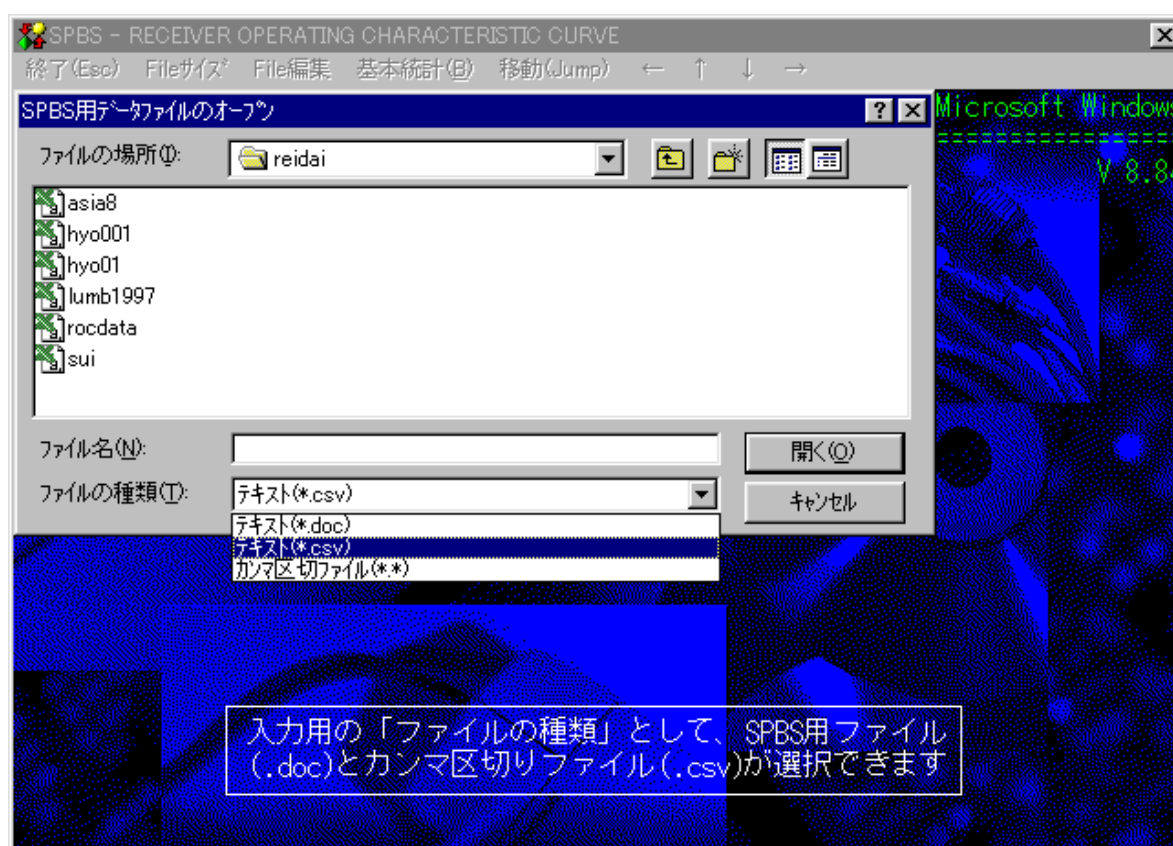 SPBS - RECEIVER OPERATING CHARACTERISTIC CURVE
終了(Esc) Fileサイズ File編集 基本統計(B) 移動(Jump) ← ↑ ↓ →
SPBS用データファイルのオープン
Microsoft Windows
V 8.84
ファイルの場所(I): reidai
asia8
hyo001
hyo01
lumb1997
rocdata
sui
ファイル名(N): 開く(O)
ファイルの種類(T): テキスト(*.csv) キャンセル
テキスト(*.doc)
テキスト(*.csv)
カンマ区切ファイル(*.*)
入力用の「ファイルの種類」として、SPBS用ファイル
(.doc)とカンマ区切りファイル(.csv)が選択できます